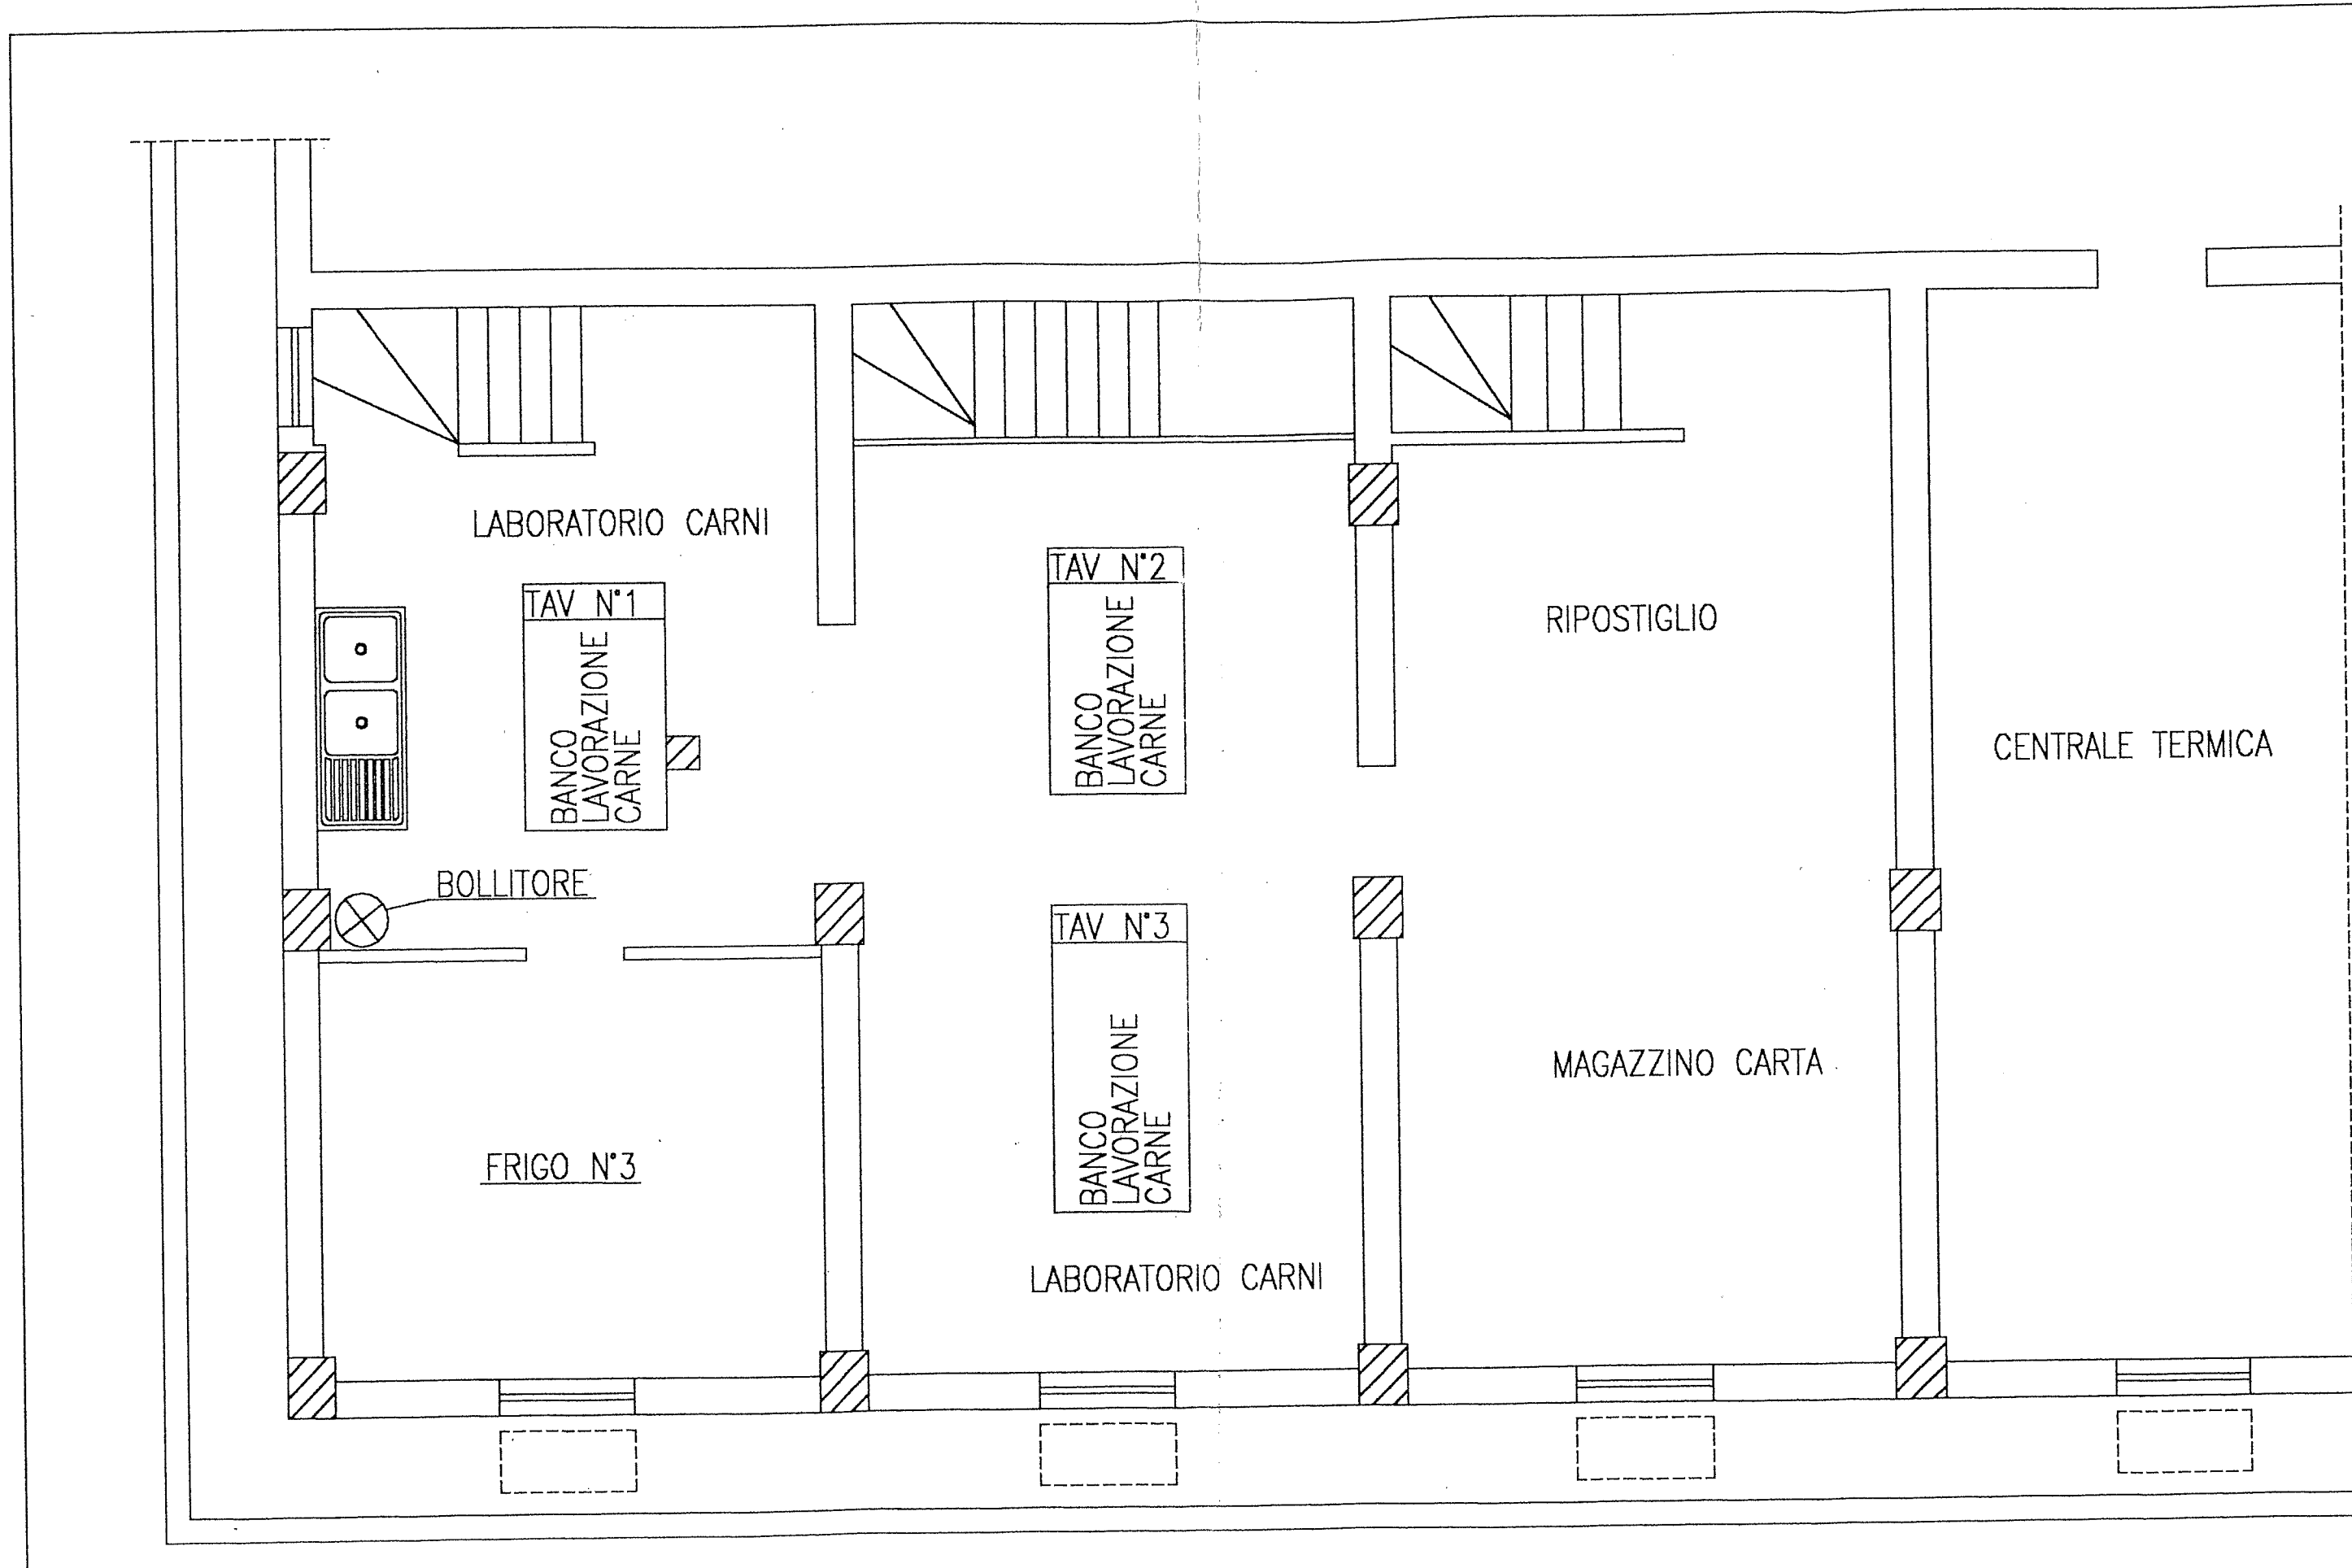 LABORATORIO CARNI
TAV N°1
BANCO
LAVORAZIONE
CARNE
BOLLITORE
FRIGO N°3
TAV N°2
BANCO
LAVORAZIONE
CARNE
TAV N°3
BANCO
LAVORAZIONE
CARNE
LABORATORIO CARNI
RIPOSTIGLIO
MAGAZZINO CARTA
CENTRALE TERMICA